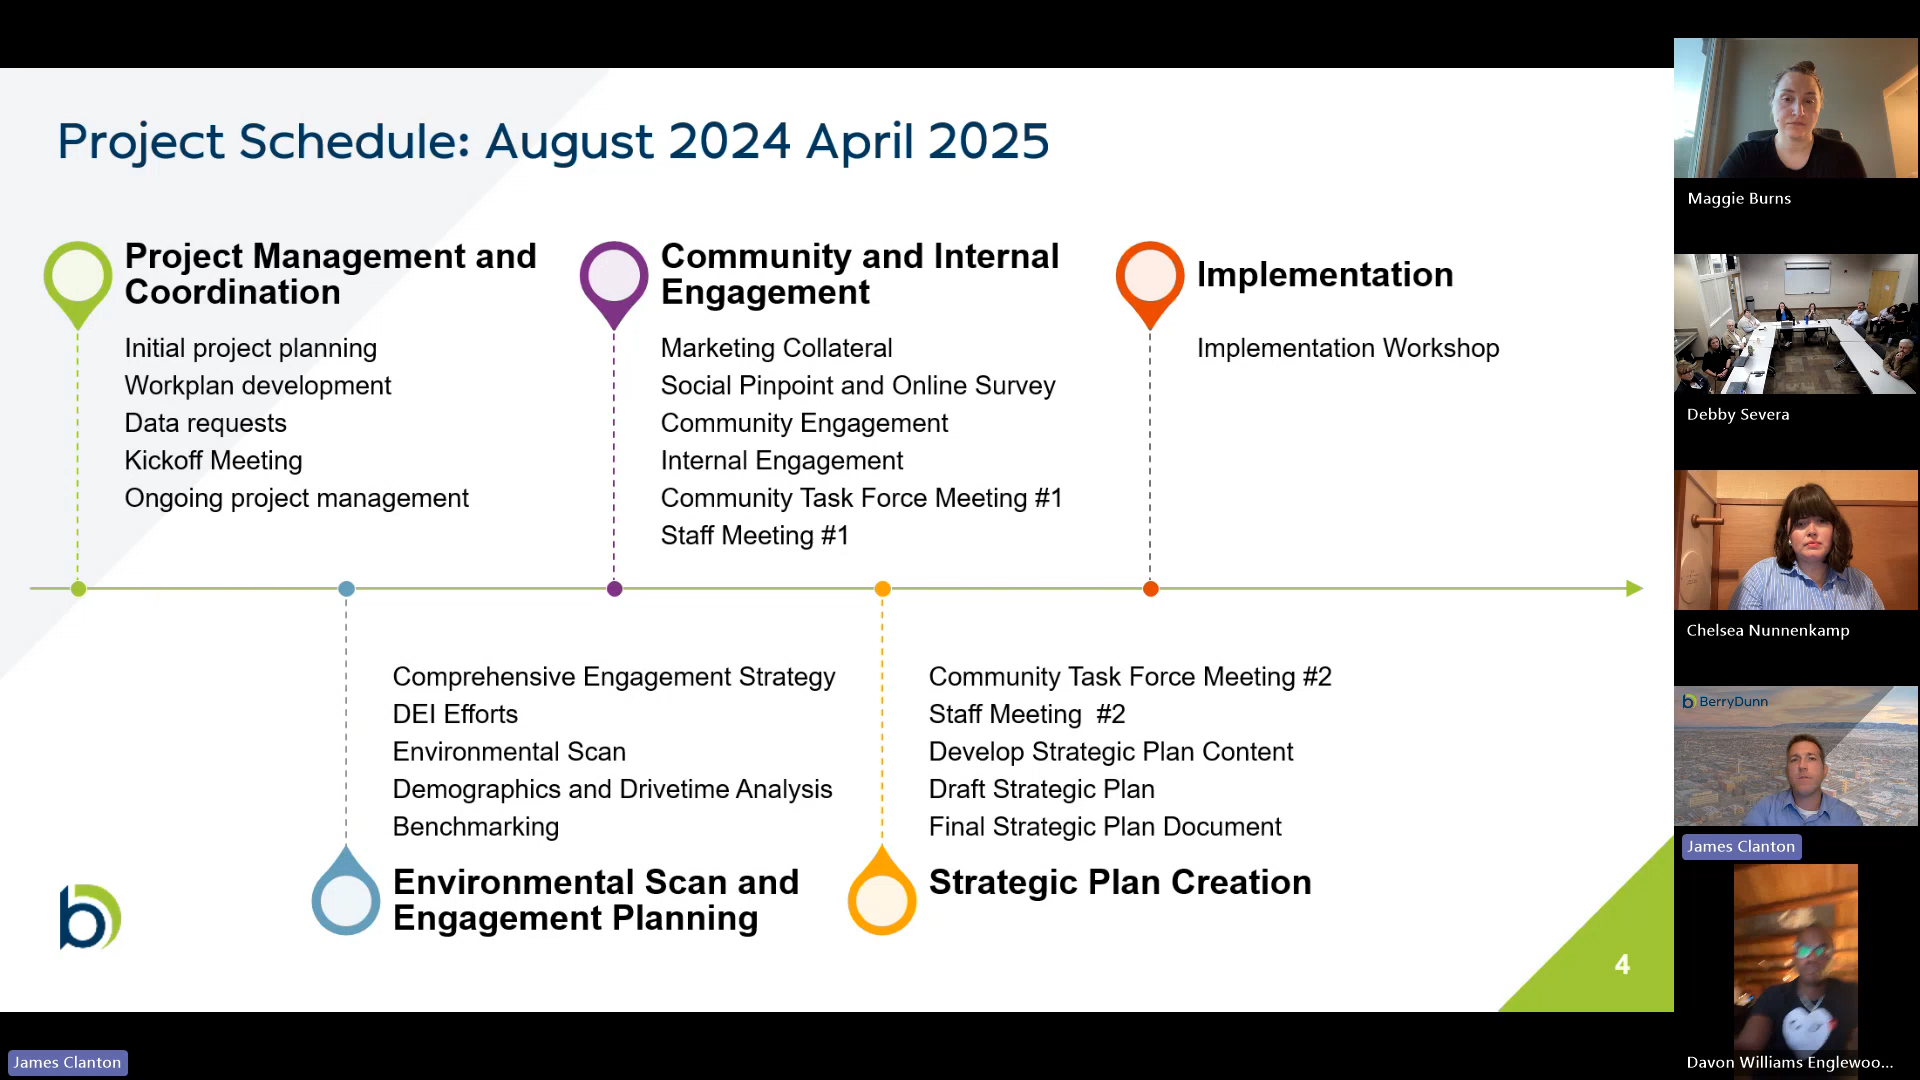 Project Schedule: August 2024 April 2025
Project Management and
Coordination
Initial project planning
Workplan development
Data requests
Kickoff Meeting
Ongoing project management
Community and Internal
Engagement
Marketing Collateral
Social Pinpoint and Online Survey
Community Engagement
Internal Engagement
Community Task Force Meeting #1
Staff Meeting #1
Implementation
Implementation Workshop
Comprehensive Engagement Strategy
DEI Efforts
Environmental Scan
Demographics and Drivetime Analysis
Benchmarking
Environmental Scan and
Engagement Planning
Community Task Force Meeting #2
Staff Meeting #2
Develop Strategic Plan Content
Draft Strategic Plan
Final Strategic Plan Document
Strategic Plan Creation
b
4
James Clanton
Maggie Burns
Debby Severa
Chelsea Nunnenkamp
BerryDunn
James Clanton
Davon Williams Englewoo...